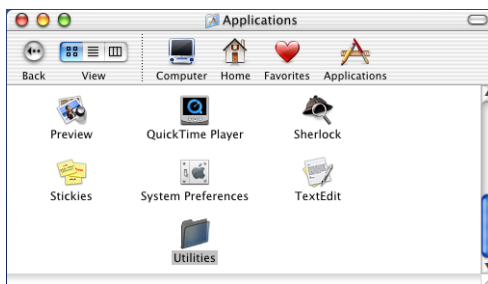 Applications
Back View Computer Home Favorites Applications
Preview QuickTime Player Sherlock
Stickies System Preferences TextEdit
Utilities